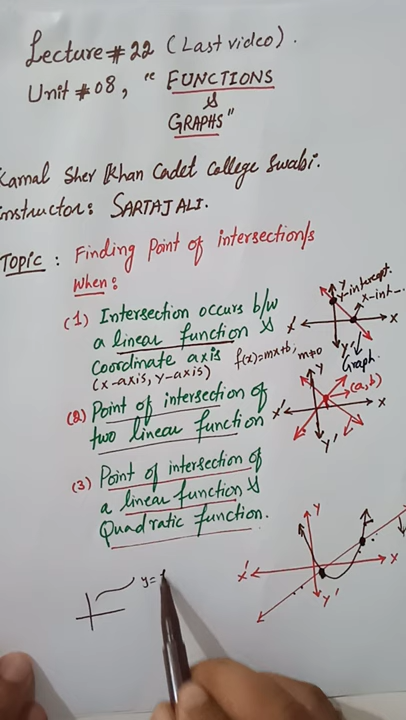 Lecture # 22 (Last video).
Unit # 08, "FUNCTIONS
&
GRAPHS"
Karnal Sher Khan Cadet College Swabi.
instructor: SARTAJ ALI.
Topic: Finding Point of intersection/s
When:
(1) Intersection occurs b/w
a linear function &
Coordinate axis
(x-axis, y-axis)
f(x)=mx+b, m≠0
Y
y-intercept.
x-int-
X'
X
Y'
Graph.
(2) Point of intersection of
two linear function
Y
(a,b)
X'
X
Y'
(3) Point of intersection of
a linear function &
Quadratic function.
Y
X'
X
Y'
y=